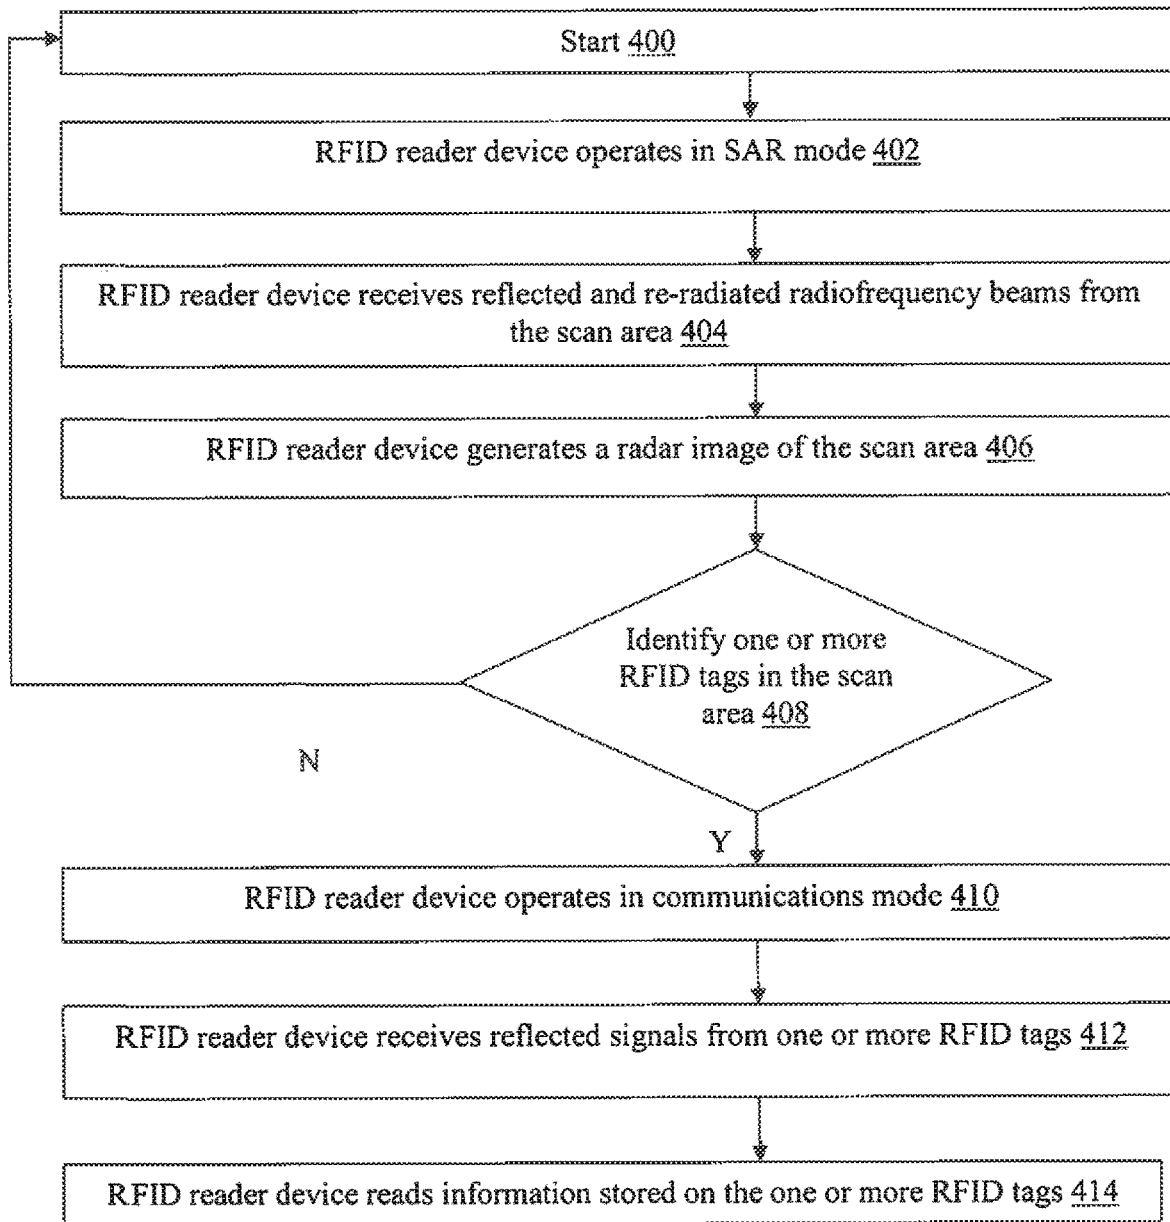 Start 400
RFID reader device operates in SAR mode 402
RFID reader device receives reflected and re-radiated radiofrequency beams from
the scan area 404
RFID reader device generates a radar image of the scan area 406
Identify one or more
RFID tags in the scan
area 408
N
Y
RFID reader device operates in communications mode 410
RFID reader device receives reflected signals from one or more RFID tags 412
RFID reader device reads information stored on the one or more RFID tags 414